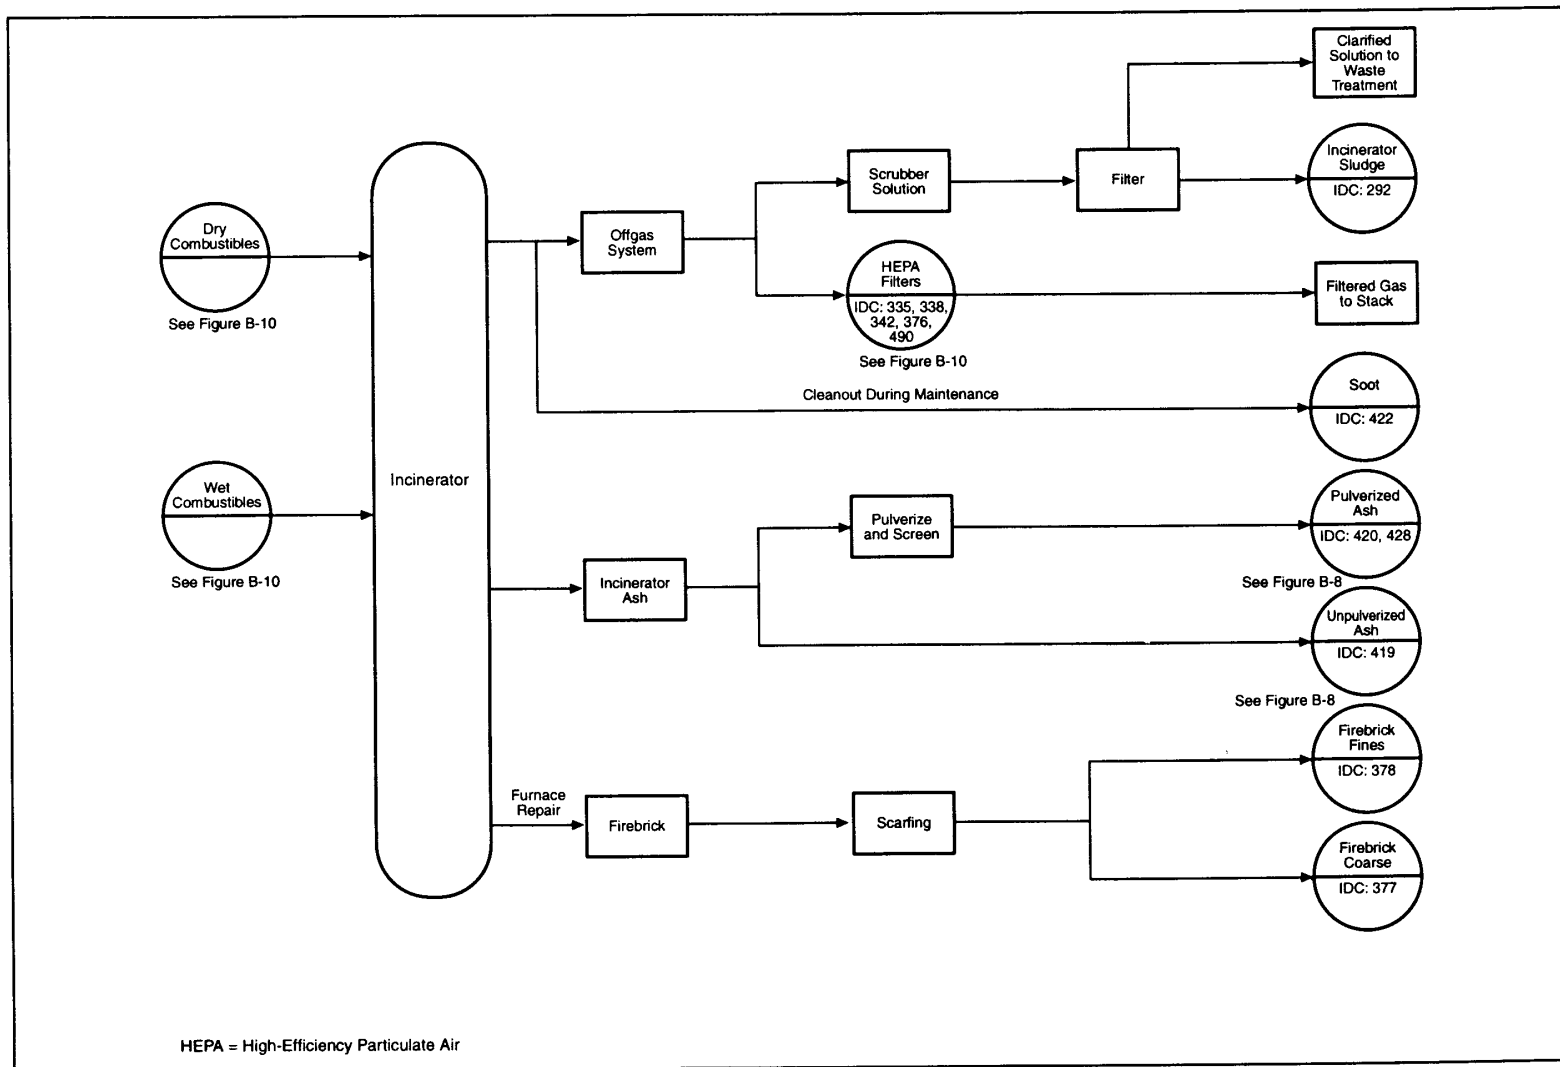 Clarified
Solution to
Waste
Treatment
Dry
Combustibles
See Figure B-10
Wet
Combustibles
See Figure B-10
Incinerator
Offgas
System
Scrubber
Solution
Filter
Incinerator
Sludge
IDC: 292
HEPA
Filters
IDC: 335, 338,
342, 376,
490
See Figure B-10
Filtered Gas
to Stack
Cleanout During Maintenance
Soot
IDC: 422
Incinerator
Ash
Pulverize
and Screen
Pulverized
Ash
IDC: 420, 428
See Figure B-8
Unpulverized
Ash
IDC: 419
See Figure B-8
Furnace
Repair
Firebrick
Scarfing
Firebrick
Fines
IDC: 378
Firebrick
Coarse
IDC: 377
HEPA = High-Efficiency Particulate Air